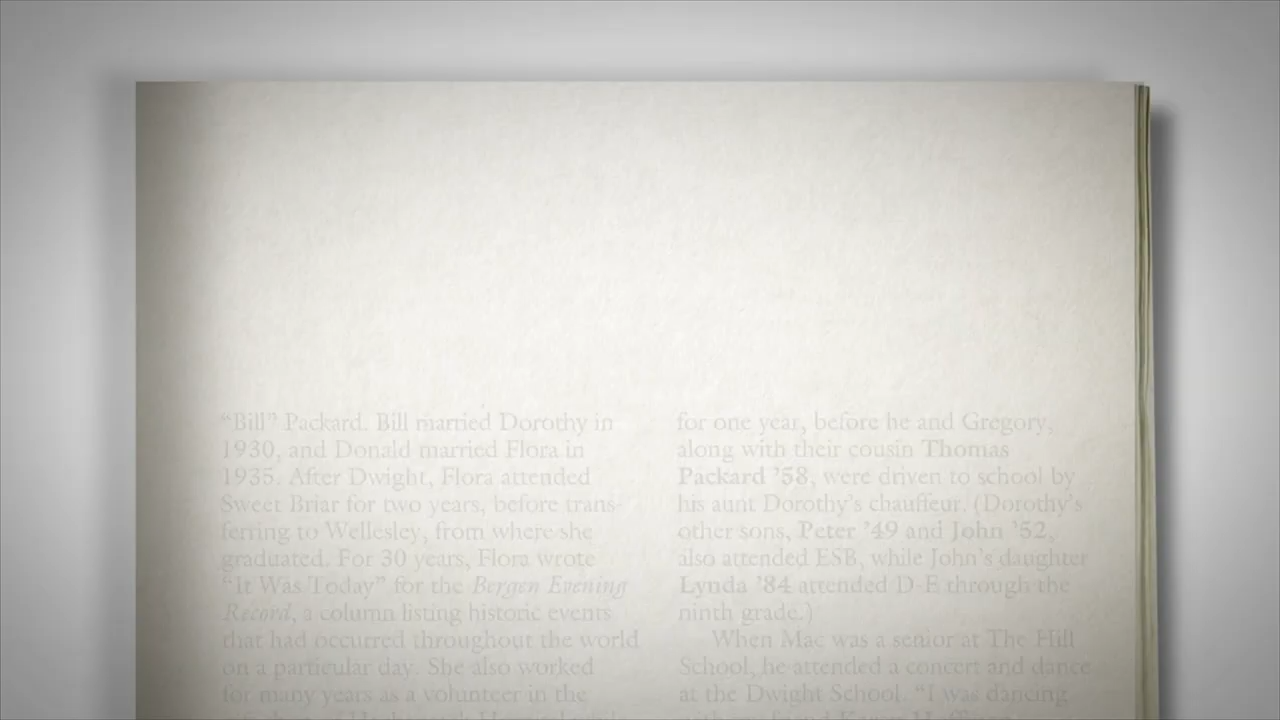 “Bill” Packard. Bill married Dorothy in
1930, and Donald married Flora in
1935. After Dwight, Flora attended
Sweet Briar for two years, before trans-
ferring to Wellesley, from where she
graduated. For 30 years, Flora wrote
“It Was Today” for the Bergen Evening
Record, a column listing historic events
that had occurred throughout the world
on a particular day. She also worked
for many years as a volunteer in the
for one year, before he and Gregory,
along with their cousin Thomas
Packard ’58, were driven to school by
his aunt Dorothy’s chauffeur. (Dorothy’s
other sons, Peter ’49 and John ’52,
also attended ESB, while John’s daughter
Lynda ’84 attended D-E through the
ninth grade.)
When Mac was a senior at The Hill
School, he attended a concert and dance
at the Dwight School. “I was dancing